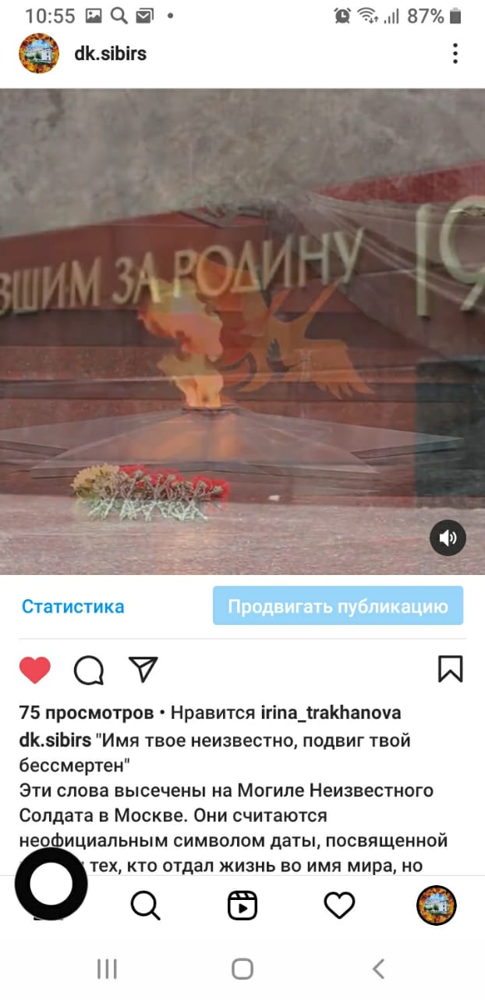 10:55
87%
dk.sibirs
ВШИМ ЗА РОДИНУ 19
Статистика
Продвигать публикацию
75 просмотров • Нравится irina_trakhanova
dk.sibirs "Имя твое неизвестно, подвиг твой
бессмертен"
Эти слова высечены на Могиле Неизвестного
Солдата в Москве. Они считаются
неофициальным символом даты, посвященной
тех, кто отдал жизнь во имя мира, но